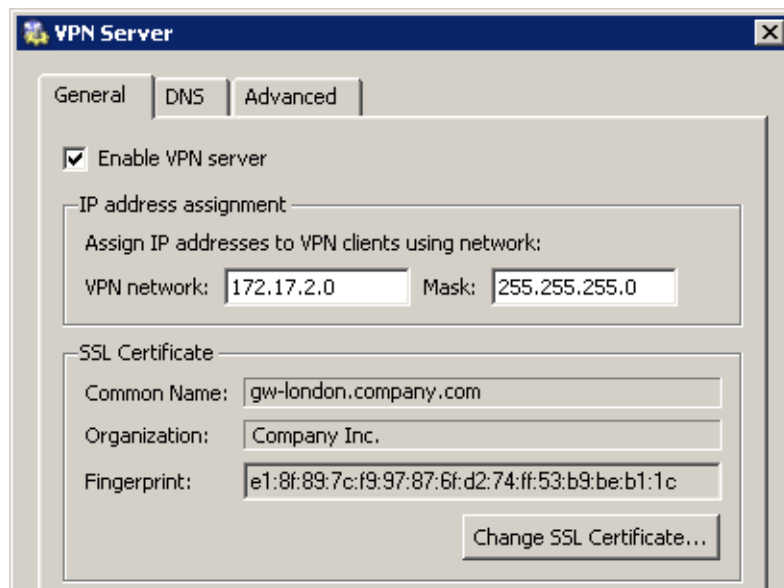 VPN Server
General DNS Advanced
Enable VPN server
IP address assignment
Assign IP addresses to VPN clients using network:
VPN network: 172.17.2.0 Mask: 255.255.255.0
SSL Certificate
Common Name: gw-london.company.com
Organization: Company Inc.
Fingerprint: e1:8f:89:7c:f9:97:87:6f:d2:74:ff:53:b9:be:b1:1c
Change SSL Certificate...